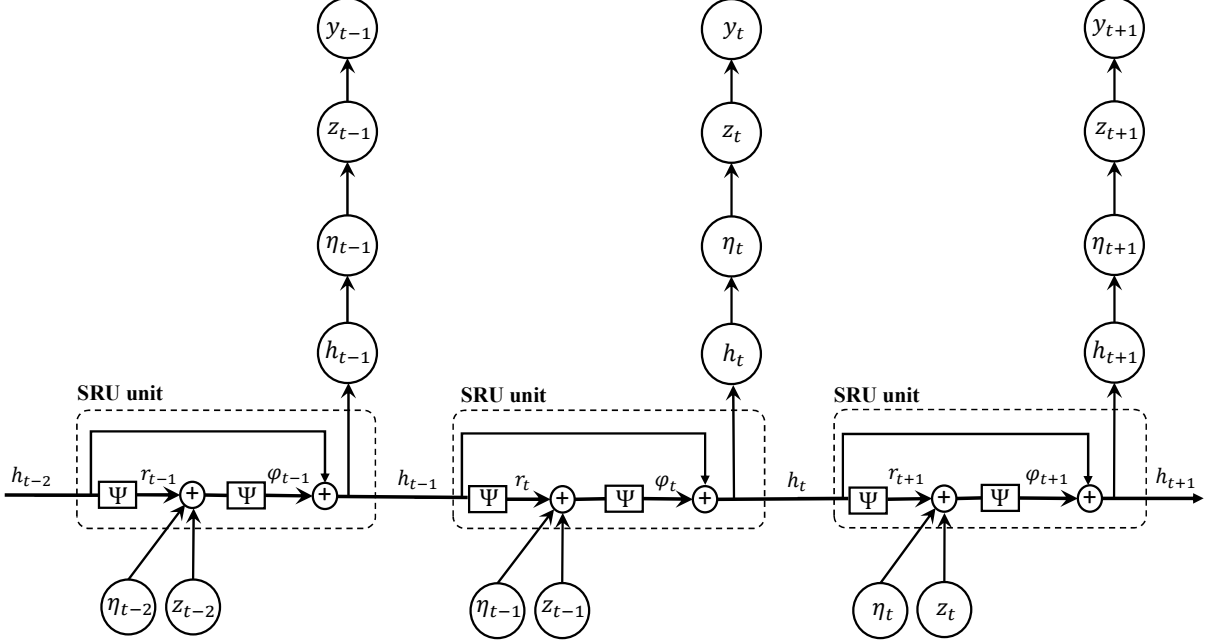 y_{t−1} y_t y_{t+1}
z_{t−1} z_t z_{t+1}
η_{t−1} η_t η_{t+1}
h_{t−1} h_t h_{t+1}
SRU unit SRU unit SRU unit
h_{t−2} Ψ r_{t−1} + Ψ φ_{t−1} + h_{t−1} Ψ r_t + Ψ φ_t + h_t Ψ r_{t+1} + Ψ φ_{t+1} + h_{t+1}
η_{t−2} z_{t−2} η_{t−1} z_{t−1} η_t z_t